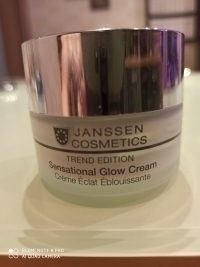 JANSSEN
COSMETICS
TREND EDITION
Sensational Glow Cream
Crème Éclat Éblouissante
REDMI NOTE 8 PRO
AI QUAD CAMERA